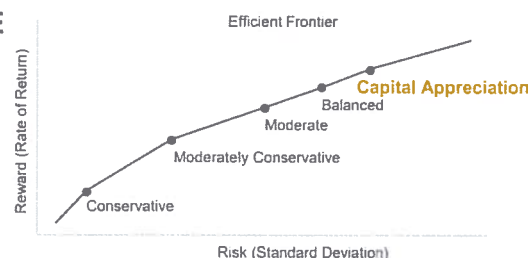 Efficient Frontier
Reward (Rate of Return)
Capital Appreciation
Balanced
Moderate
Moderately Conservative
Conservative
Risk (Standard Deviation)